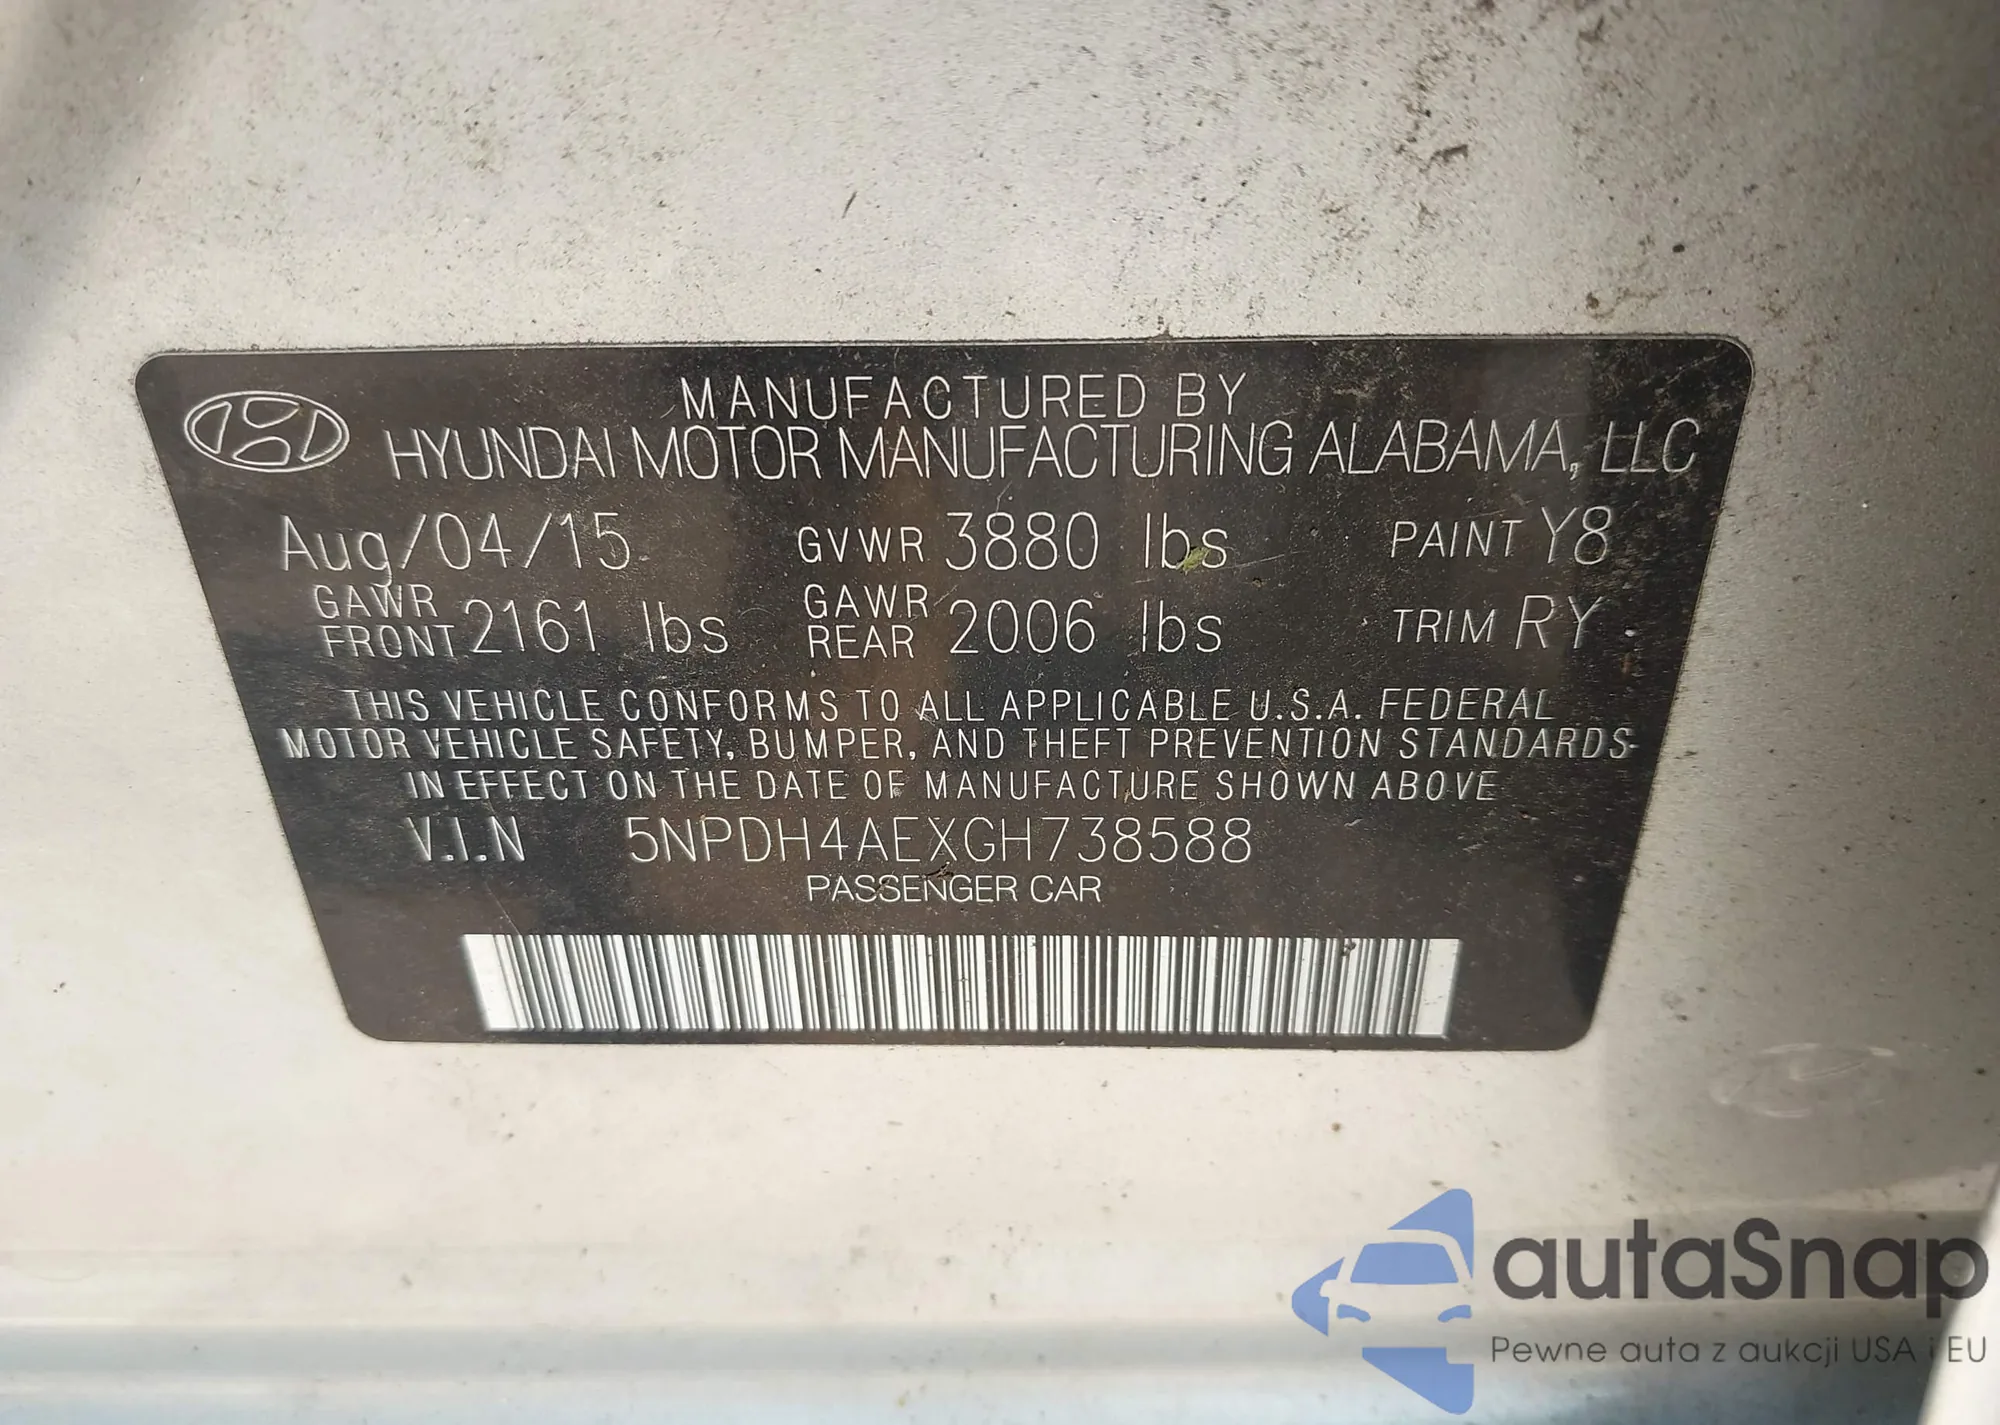 MANUFACTURED BY
HYUNDAI MOTOR MANUFACTURING ALABAMA, LLC
Aug/04/15 GVWR 3880 lbs PAINT Y8
GAWR FRONT 2161 lbs GAWR REAR 2006 lbs TRIM RY
THIS VEHICLE CONFORMS TO ALL APPLICABLE U.S.A. FEDERAL
MOTOR VEHICLE SAFETY, BUMPER, AND THEFT PREVENTION STANDARDS
IN EFFECT ON THE DATE OF MANUFACTURE SHOWN ABOVE
V.I.N 5NPDH4AEXGH738588
PASSENGER CAR
autaSnap
Pewne auta z aukcji USA i EU